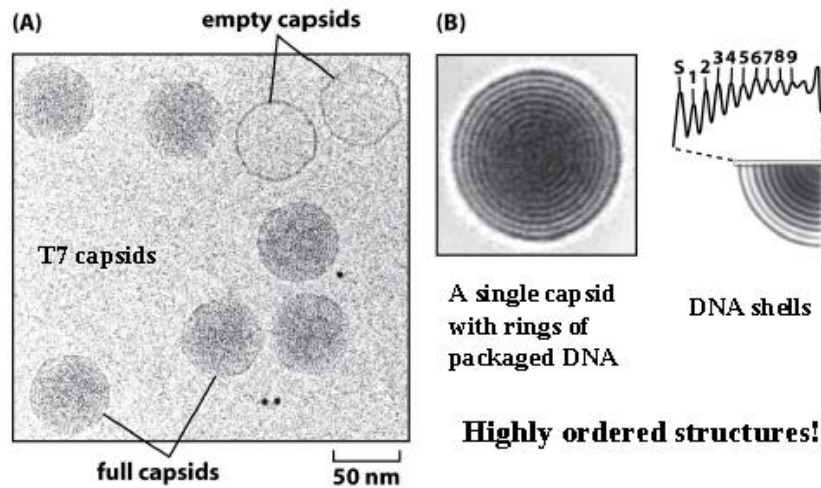 (A)
empty capsids
T7 capsids
full capsids
50 nm
(B)
S 1 2 3 4 5 6 7 8 9
A single capsid
with rings of
packaged DNA
DNA shells
Highly ordered structures!